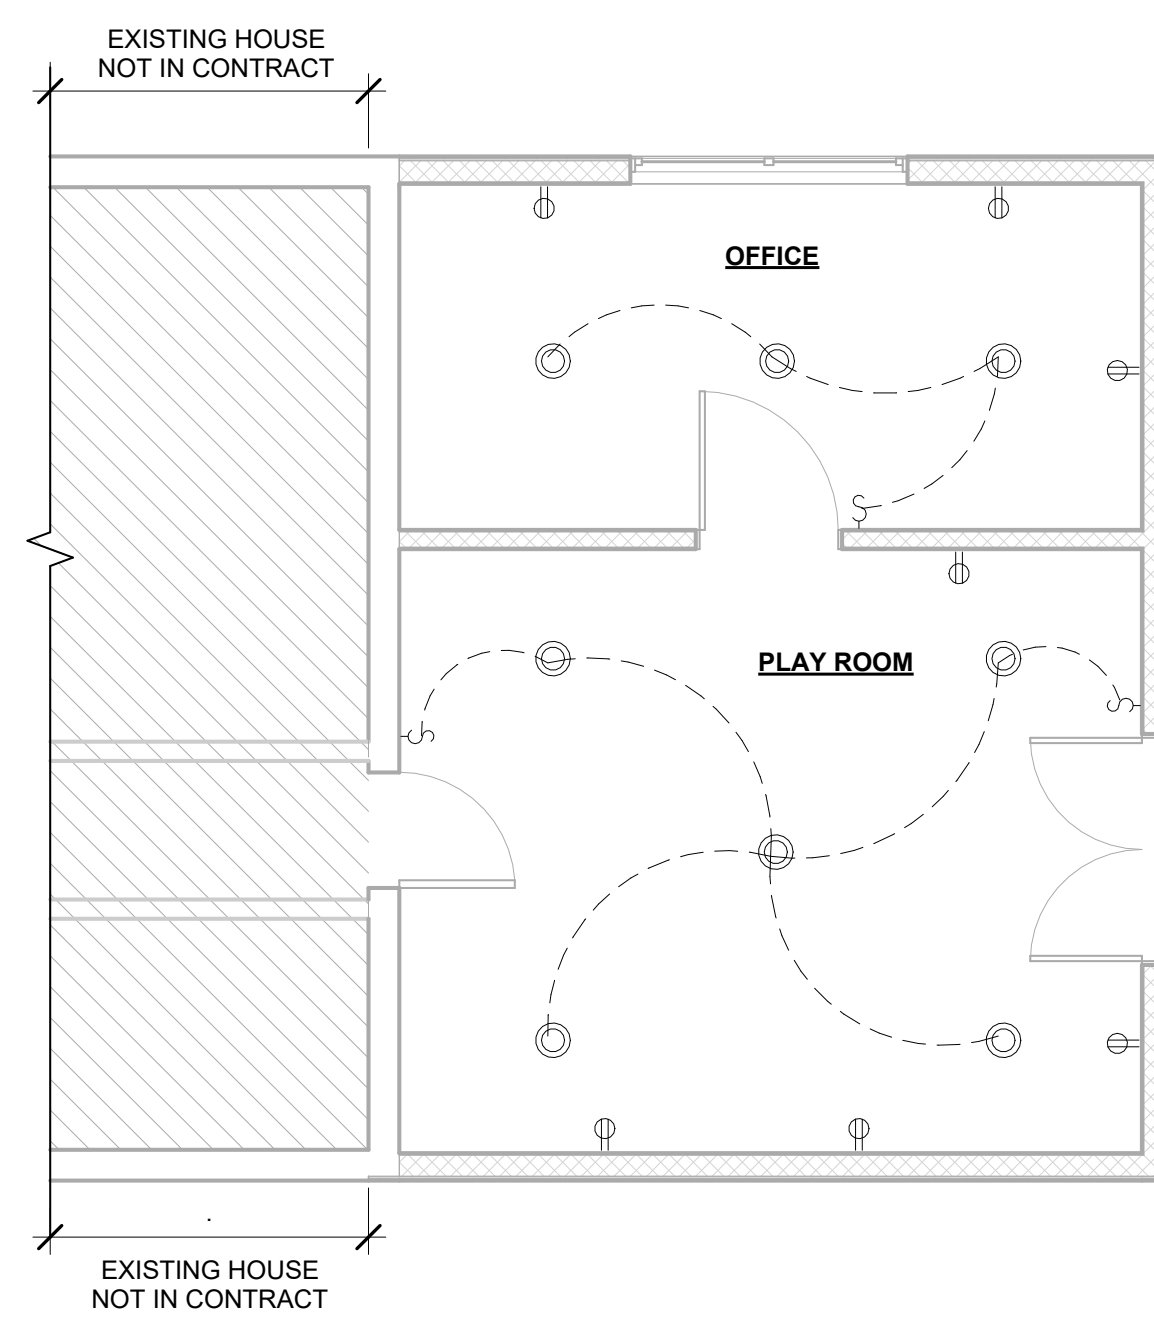 EXISTING HOUSE
NOT IN CONTRACT
OFFICE
S
PLAY ROOM
S
S
.
EXISTING HOUSE
NOT IN CONTRACT